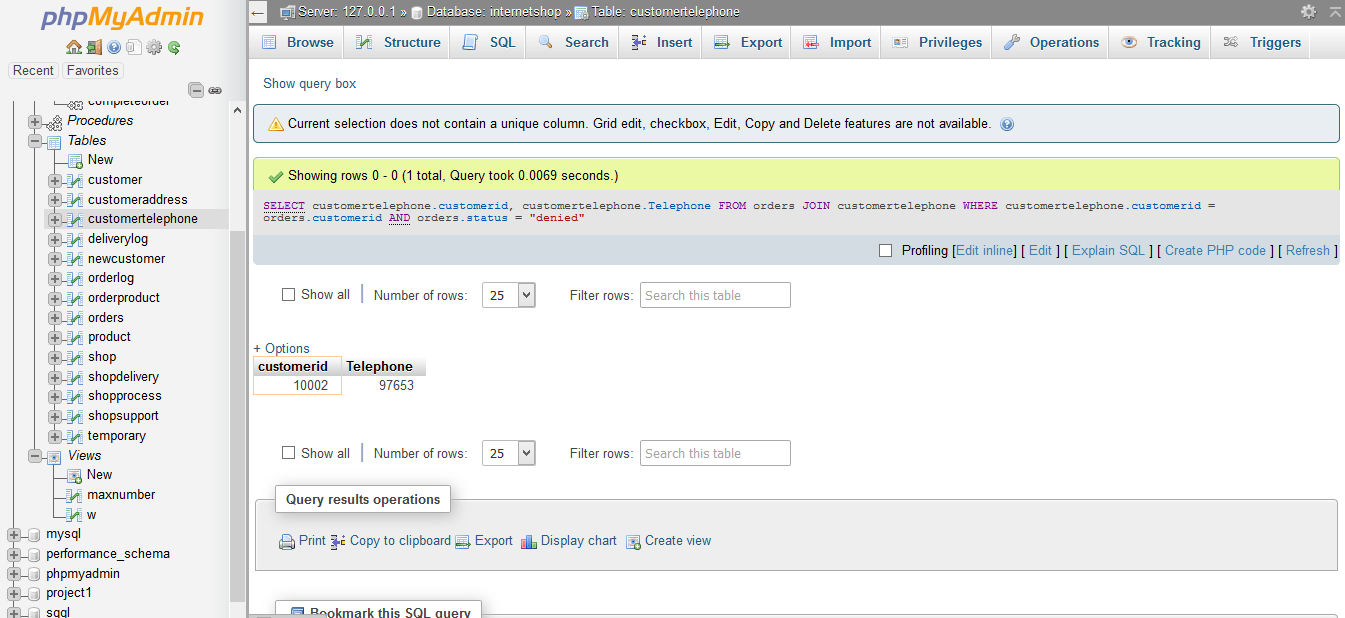 phpMyAdmin
Recent Favorites
completeorder
Procedures
Tables
New
customer
customeraddress
customertelephone
deliverylog
newcustomer
orderlog
orderproduct
orders
product
shop
shopdelivery
shopprocess
shopsupport
temporary
Views
New
maxnumber
w
mysql
performance_schema
phpmyadmin
project1
sqql
Server: 127.0.0.1 » Database: internetshop » Table: customertelephone
Browse Structure SQL Search Insert Export Import Privileges Operations Tracking Triggers
Show query box
Current selection does not contain a unique column. Grid edit, checkbox, Edit, Copy and Delete features are not available.
Showing rows 0 - 0 (1 total, Query took 0.0069 seconds.)
SELECT customertelephone.customerid, customertelephone.Telephone FROM orders JOIN customertelephone WHERE customertelephone.customerid =
orders.customerid AND orders.status = "denied"
Profiling [Edit inline] [ Edit ] [ Explain SQL ] [ Create PHP code ] [ Refresh ]
Show all Number of rows: 25 Filter rows: Search this table
+ Options
customerid Telephone
10002 97653
Show all Number of rows: 25 Filter rows: Search this table
Query results operations
Print Copy to clipboard Export Display chart Create view
Bookmark this SQL query